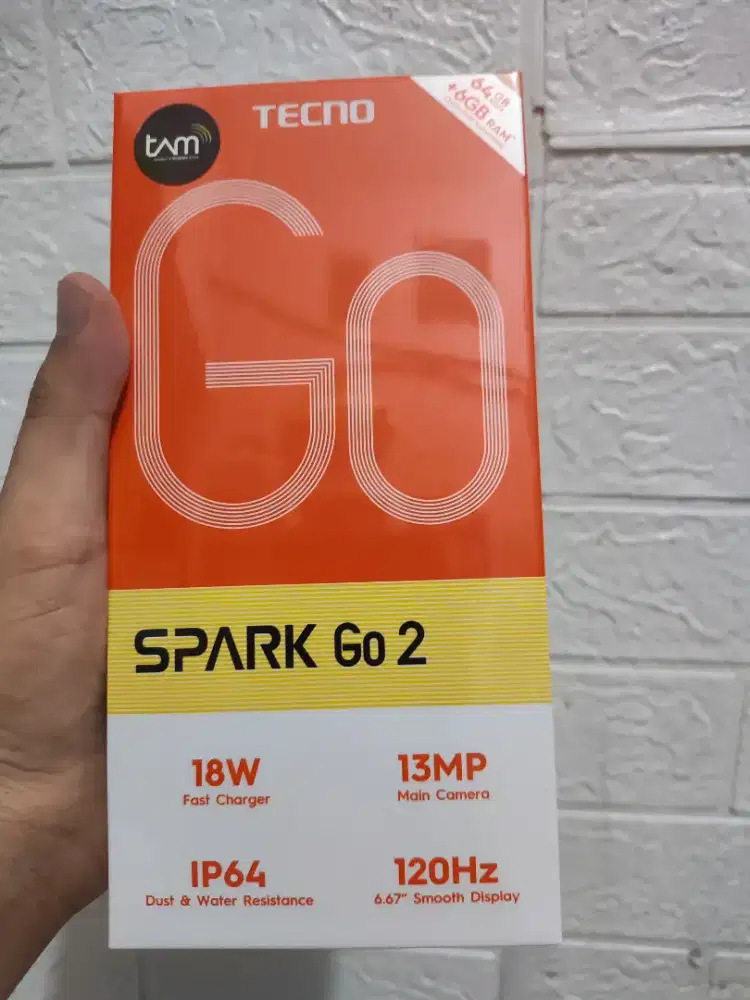 tam
TECNO
64GB
+6GB RAM*
GO
SPARK Go 2
18W
Fast Charger
13MP
Main Camera
IP64
Dust & Water Resistance
120Hz
6.67" Smooth Display